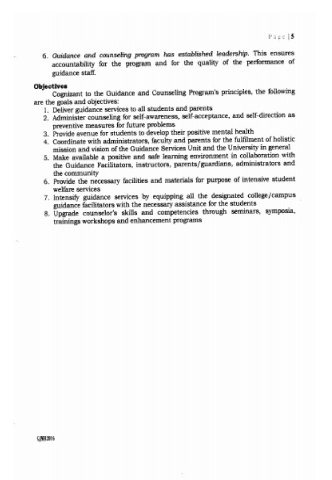 Page | 5
6. Guidance and counseling program has established leadership. This ensures
accountability for the program and for the quality of the performance of
guidance staff.
Objectives
Cognizant to the Guidance and Counseling Program's principles, the following
are the goals and objectives:
1. Deliver guidance services to all students and parents
2. Administer counseling for self-awareness, self-acceptance, and self-direction as
preventive measures for future problems
3. Provide avenue for students to develop their positive mental health
4. Coordinate with administrators, faculty and parents for the fulfilment of holistic
mission and vision of the Guidance Services Unit and the University in general
5. Make available a positive and safe learning environment in collaboration with
the Guidance Facilitators, instructors, parents/guardians, administrators and
the community
6. Provide the necessary facilities and materials for purpose of intensive student
welfare services
7. Intensify guidance services by equipping all the designated college/campus
guidance facilitators with the necessary assistance for the students
8. Upgrade counselor's skills and competencies through seminars, symposia,
trainings workshops and enhancement programs